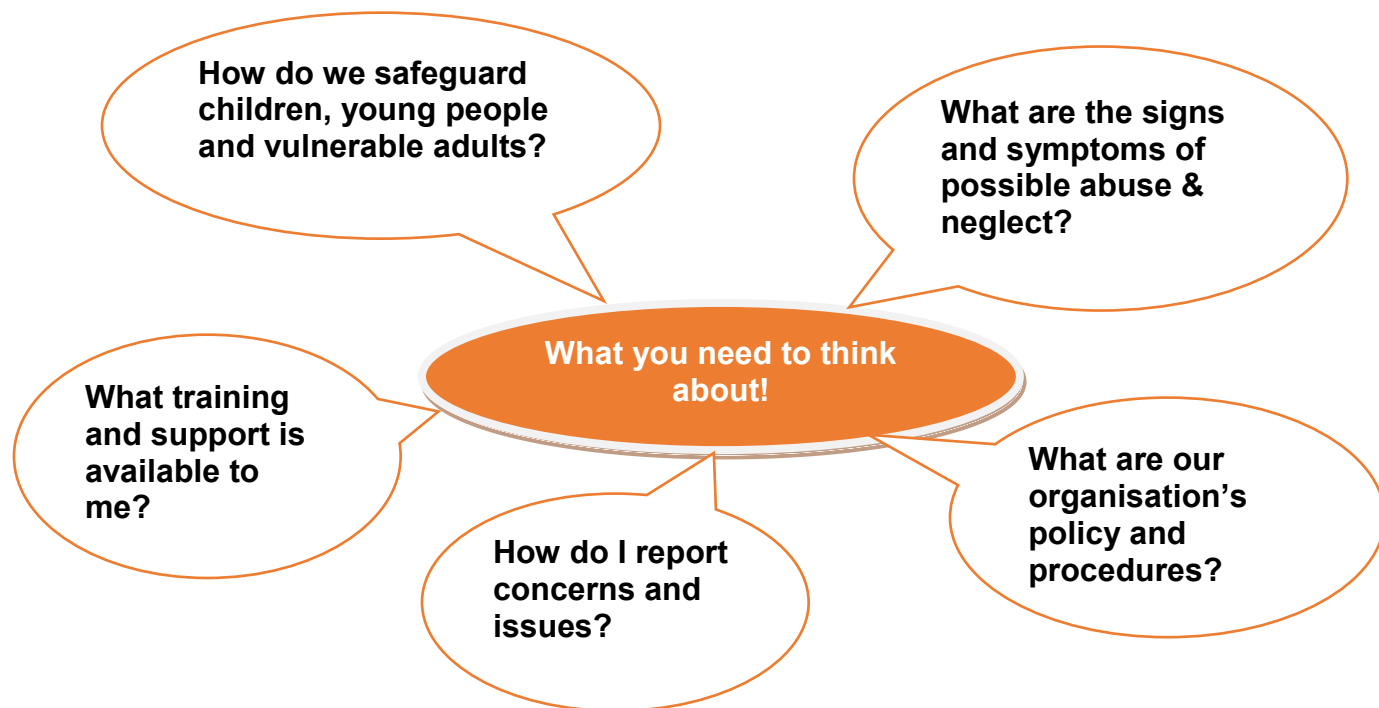 How do we safeguard
children, young people
and vulnerable adults?
What are the signs
and symptoms of
possible abuse &
neglect?
What you need to think
about!
What training
and support is
available to
me?
How do I report
concerns and
issues?
What are our
organisation’s
policy and
procedures?